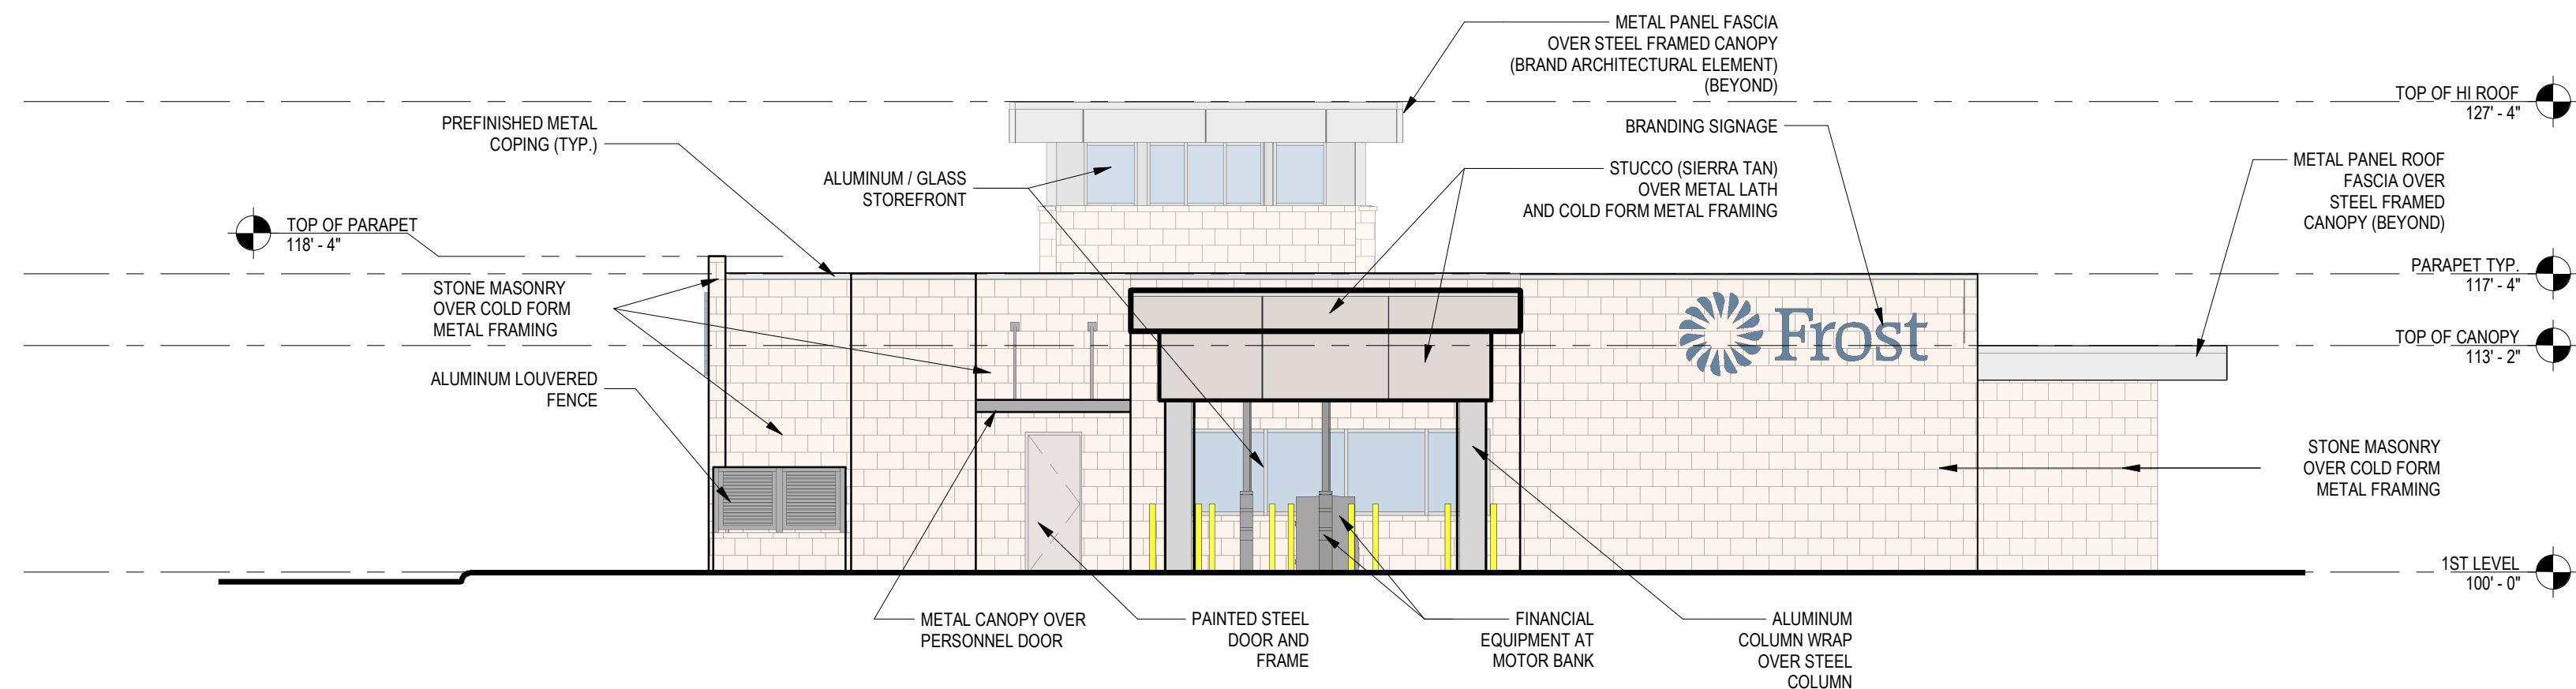 METAL PANEL FASCIA
OVER STEEL FRAMED CANOPY
(BRAND ARCHITECTURAL ELEMENT)
(BEYOND)
TOP OF HI ROOF
127' - 4"
PREFINISHED METAL
COPING (TYP.)
BRANDING SIGNAGE
ALUMINUM / GLASS
STOREFRONT
STUCCO (SIERRA TAN)
OVER METAL LATH
AND COLD FORM METAL FRAMING
METAL PANEL ROOF
FASCIA OVER
STEEL FRAMED
CANOPY (BEYOND)
TOP OF PARAPET
118' - 4"
PARAPET TYP.
117' - 4"
STONE MASONRY
OVER COLD FORM
METAL FRAMING
Frost
TOP OF CANOPY
113' - 2"
ALUMINUM LOUVERED
FENCE
STONE MASONRY
OVER COLD FORM
METAL FRAMING
1ST LEVEL
100' - 0"
METAL CANOPY OVER
PERSONNEL DOOR
PAINTED STEEL
DOOR AND
FRAME
FINANCIAL
EQUIPMENT AT
MOTOR BANK
ALUMINUM
COLUMN WRAP
OVER STEEL
COLUMN